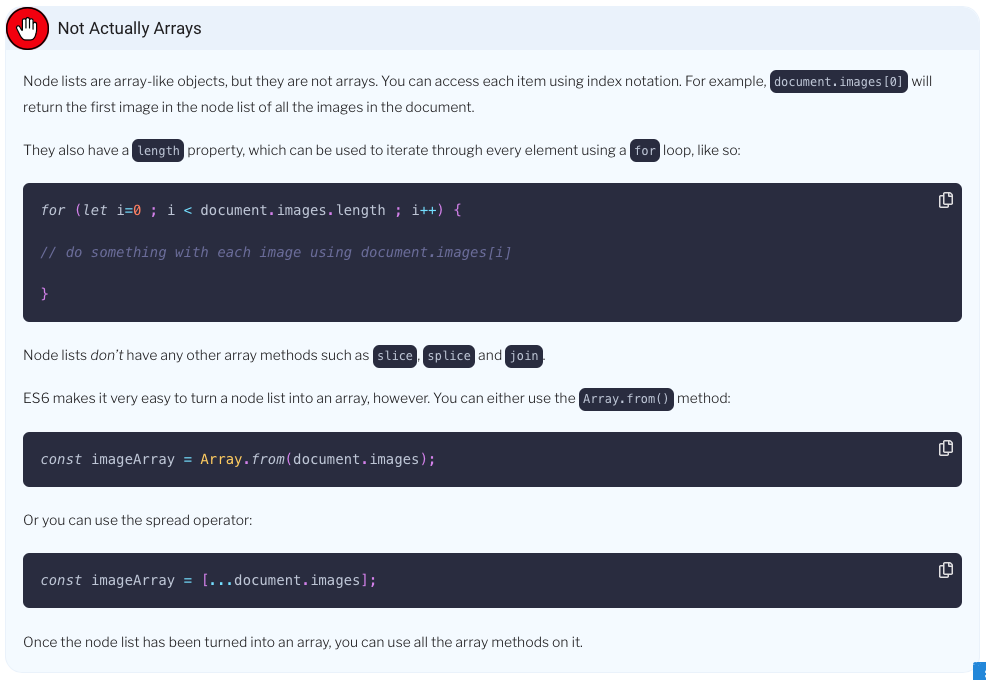 Not Actually Arrays
Node lists are array-like objects, but they are not arrays. You can access each item using index notation. For example, document.images[0] will
return the first image in the node list of all the images in the document.
They also have a length property, which can be used to iterate through every element using a for loop, like so:
for (let i=0 ; i < document.images.length ; i++) {
// do something with each image using document.images[i]
}
Node lists don't have any other array methods such as slice, splice and join.
ES6 makes it very easy to turn a node list into an array, however. You can either use the Array.from() method:
const imageArray = Array.from(document.images);
Or you can use the spread operator:
const imageArray = [...document.images];
Once the node list has been turned into an array, you can use all the array methods on it.